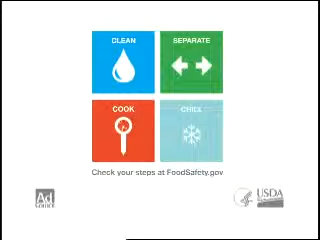 CLEAN
SEPARATE
COOK
CHILL
Check your steps at FoodSafety.gov
Ad
Council
USDA